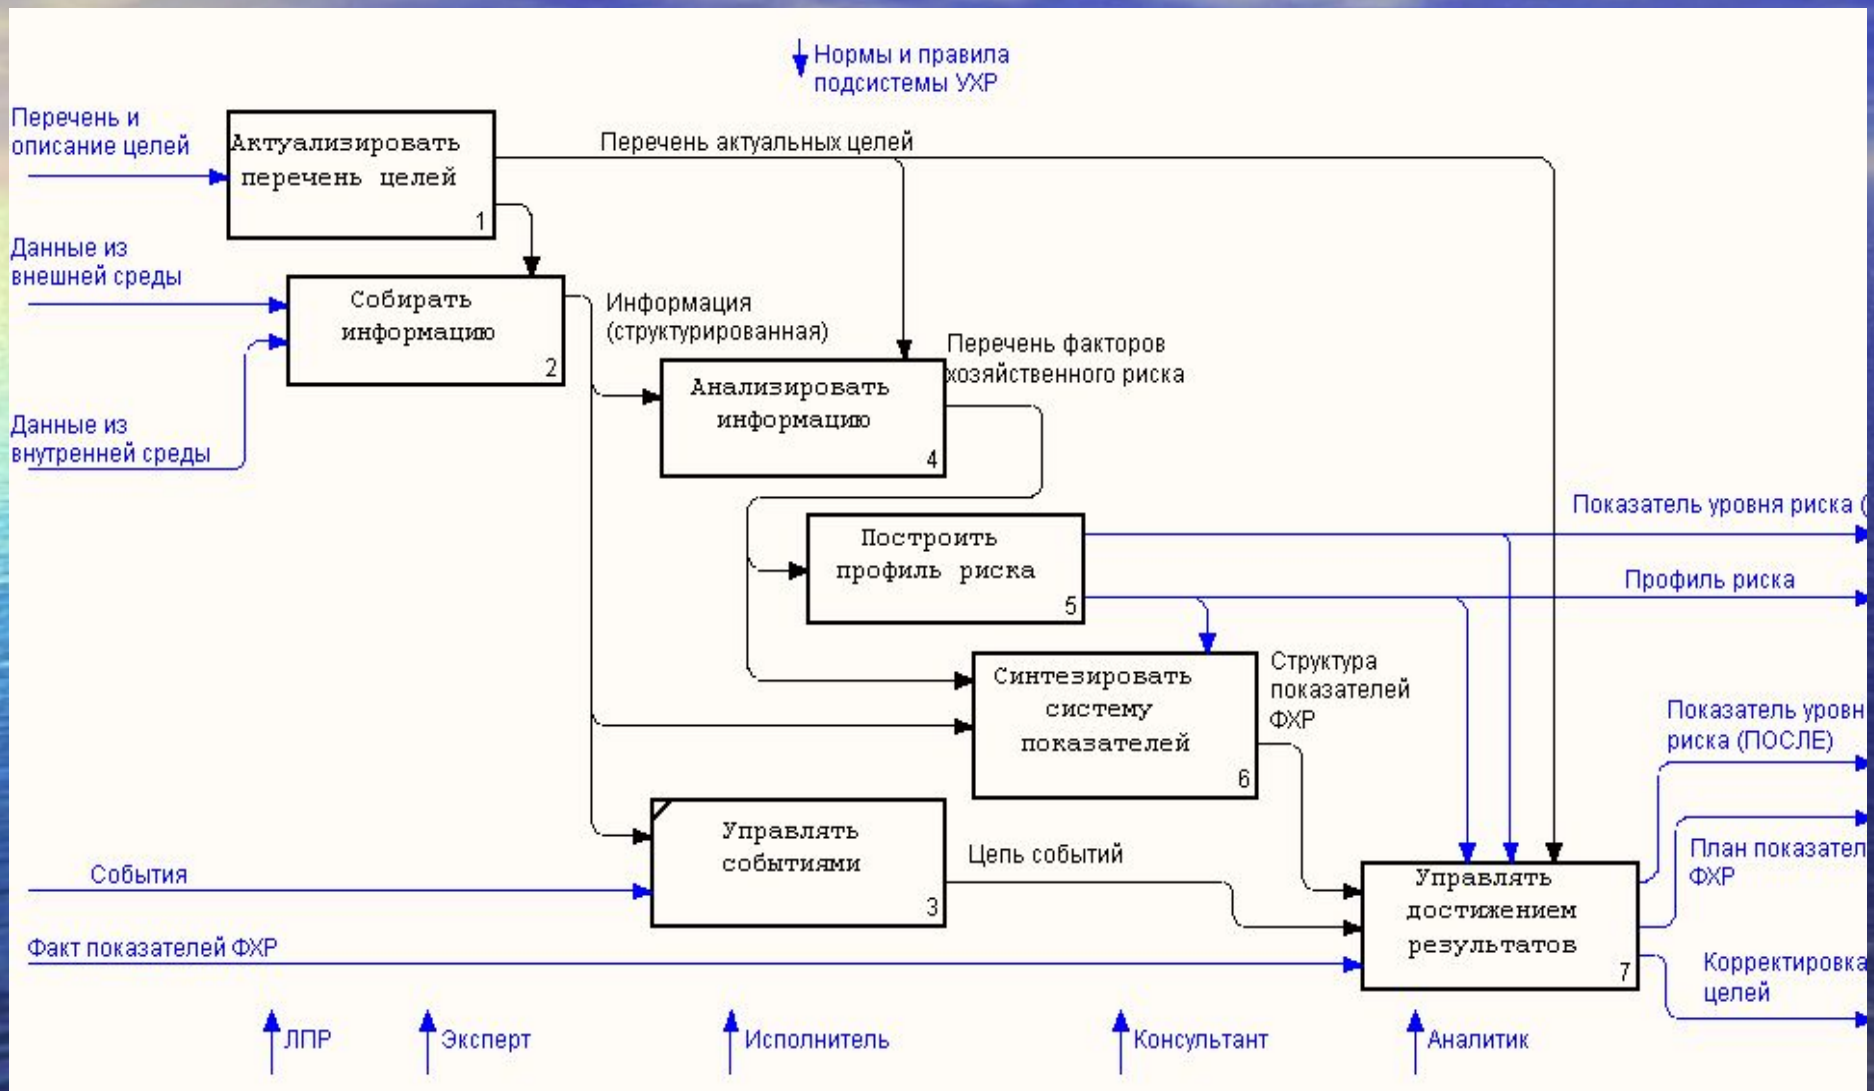 Нормы и правила
подсистемы УХР
Перечень и
описание целей
Актуализировать
перечень целей
1
Перечень актуальных целей
Данные из
внешней среды
Собирать
информацию
2
Информация
(структурированная)
Данные из
внутренней среды
Анализировать
информацию
4
Перечень факторов
хозяйственного риска
Построить
профиль риска
5
Показатель уровня риска (
Профиль риска
Синтезировать
систему
показателей
6
Структура
показателей
ФХР
Показатель уровн
риска (ПОСЛЕ)
Управлять
событиями
3
Цепь событий
События
План показател
ФХР
Управлять
достижением
результатов
7
Факт показателей ФХР
Корректировка
целей
ЛПР
Эксперт
Исполнитель
Консультант
Аналитик